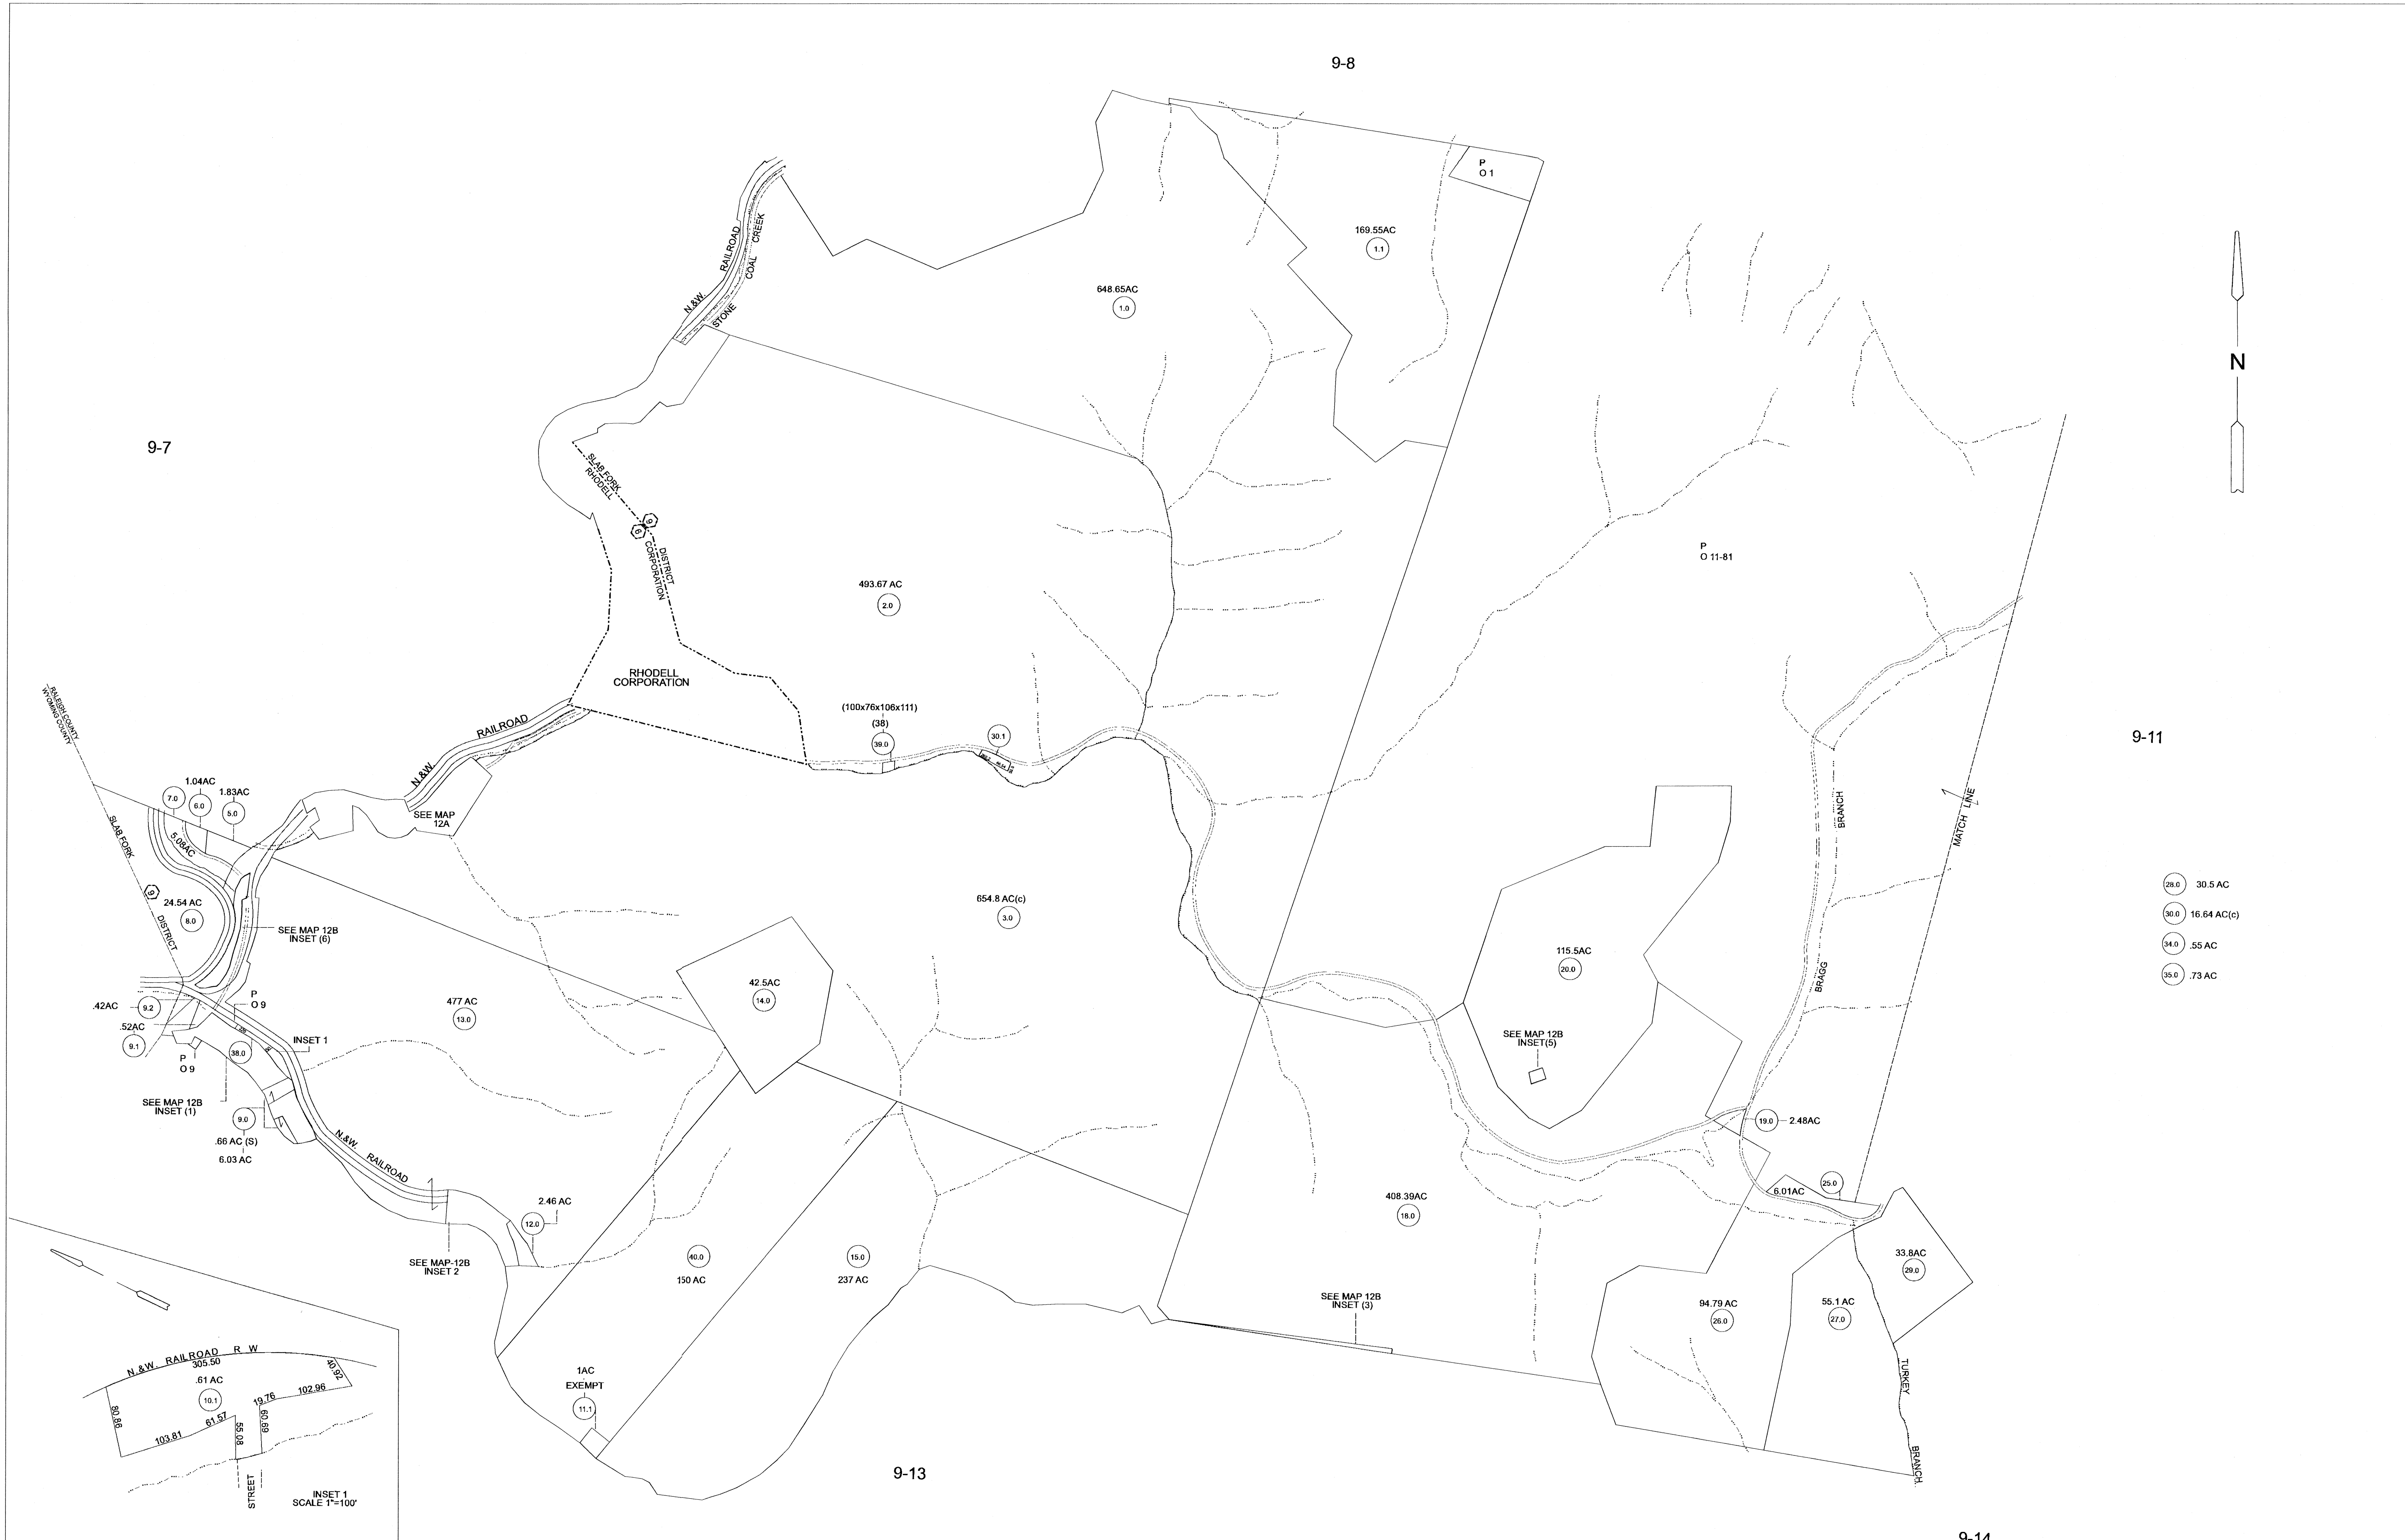 9-8
P
O 1
169.55AC
1.1
648.65AC
1.0
N.&W. RAILROAD
STONE COAL CREEK
N
9-7
SLAB FORK
RHODELL
9
6
DISTRICT
CORPORATION
P
O 11-81
493.67 AC
2.0
RHODELL
CORPORATION
RALEIGH COUNTY
WYOMING COUNTY
(100x76x106x111)
(38)
39.0
30.1
N.&W. RAILROAD
9-11
1.04AC
7.0
6.0
1.83AC
5.0
SEE MAP
12A
5.08AC
SLAB FORK
DISTRICT
9
24.54 AC
8.0
BRAGG BRANCH
MATCH LINE
28.0 30.5 AC
30.0 16.64 AC(c)
34.0 .55 AC
35.0 .73 AC
654.8 AC(c)
3.0
SEE MAP 12B
INSET (6)
115.5AC
20.0
42.5AC
14.0
477 AC
13.0
P
O 9
.42AC
9.2
.52AC
9.1
SEE MAP 12B
INSET(5)
INSET 1
38.0
P
O 9
SEE MAP 12B
INSET (1)
9.0
.66 AC (S)
6.03 AC
19.0
2.48AC
N.&W. RAILROAD
25.0
6.01AC
2.46 AC
12.0
408.39AC
18.0
SEE MAP-12B
INSET 2
40.0
150 AC
15.0
237 AC
33.8AC
29.0
SEE MAP 12B
INSET (3)
94.79 AC
26.0
55.1 AC
27.0
TURKEY BRANCH
1AC
EXEMPT
11.1
N.&W. RAILROAD R W
305.50
40.92
.61 AC
10.1
102.96
19.76
80.86
61.57
60.69
55.08
103.81
STREET
INSET 1
SCALE 1"=100'
9-13
9-14